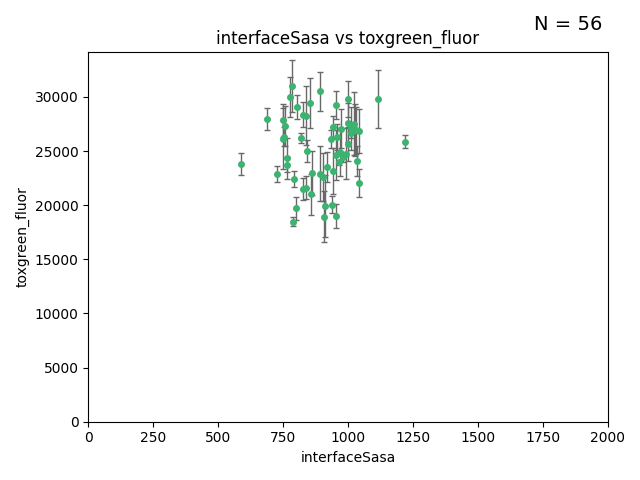 N = 56
interfaceSasa vs toxgreen_fluor
toxgreen_fluor
30000
25000
20000
15000
10000
5000
0
0 250 500 750 1000 1250 1500 1750 2000
interfaceSasa